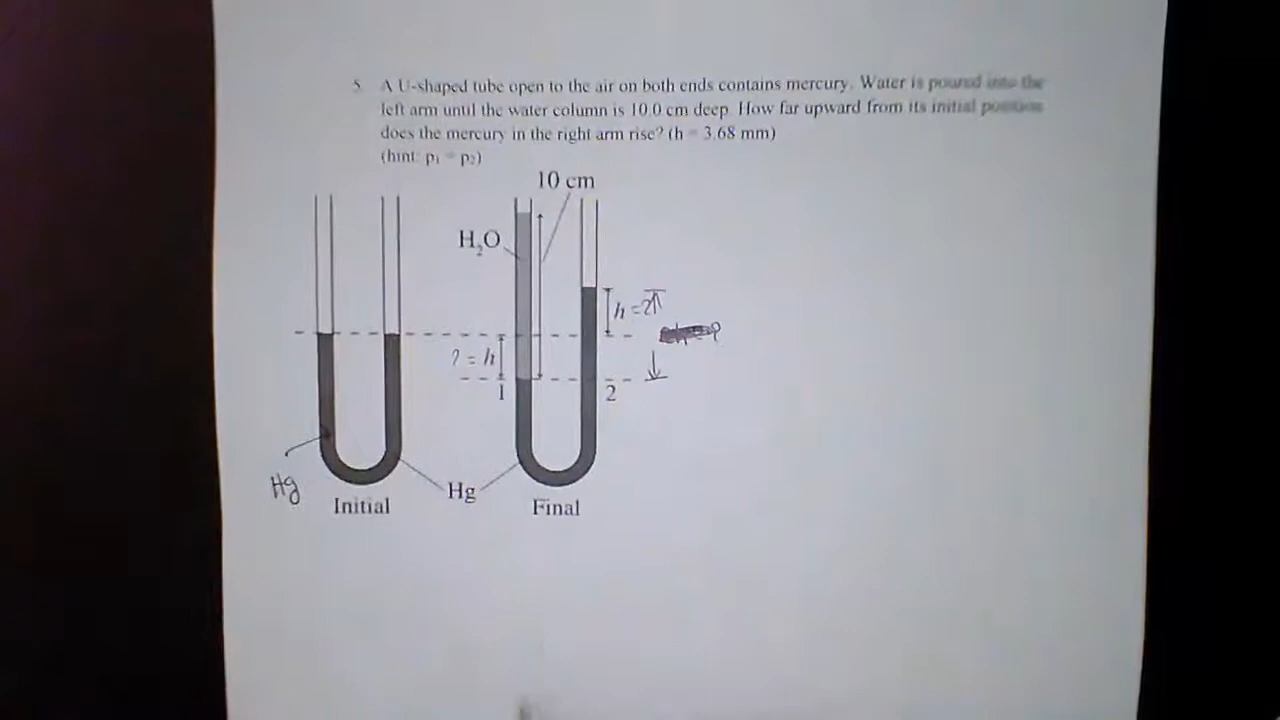 5. A U-shaped tube open to the air on both ends contains mercury. Water is poured into the
left arm until the water column is 10.0 cm deep. How far upward from its initial position
does the mercury in the right arm rise? (h = 3.68 mm)
(hint: p₁ = p₂)
10 cm
H₂O
h =
? = h
1
2
Hg
Hg
Initial
Final